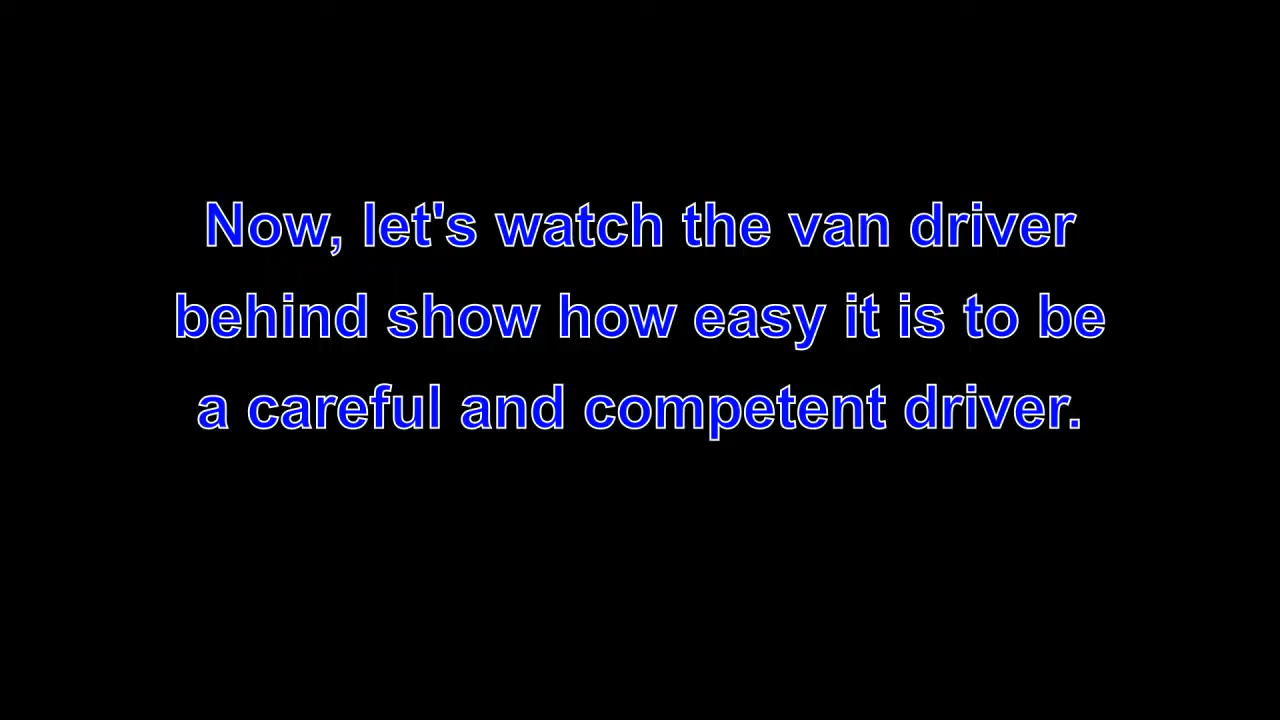 Now, let's watch the van driver
behind show how easy it is to be
a careful and competent driver.